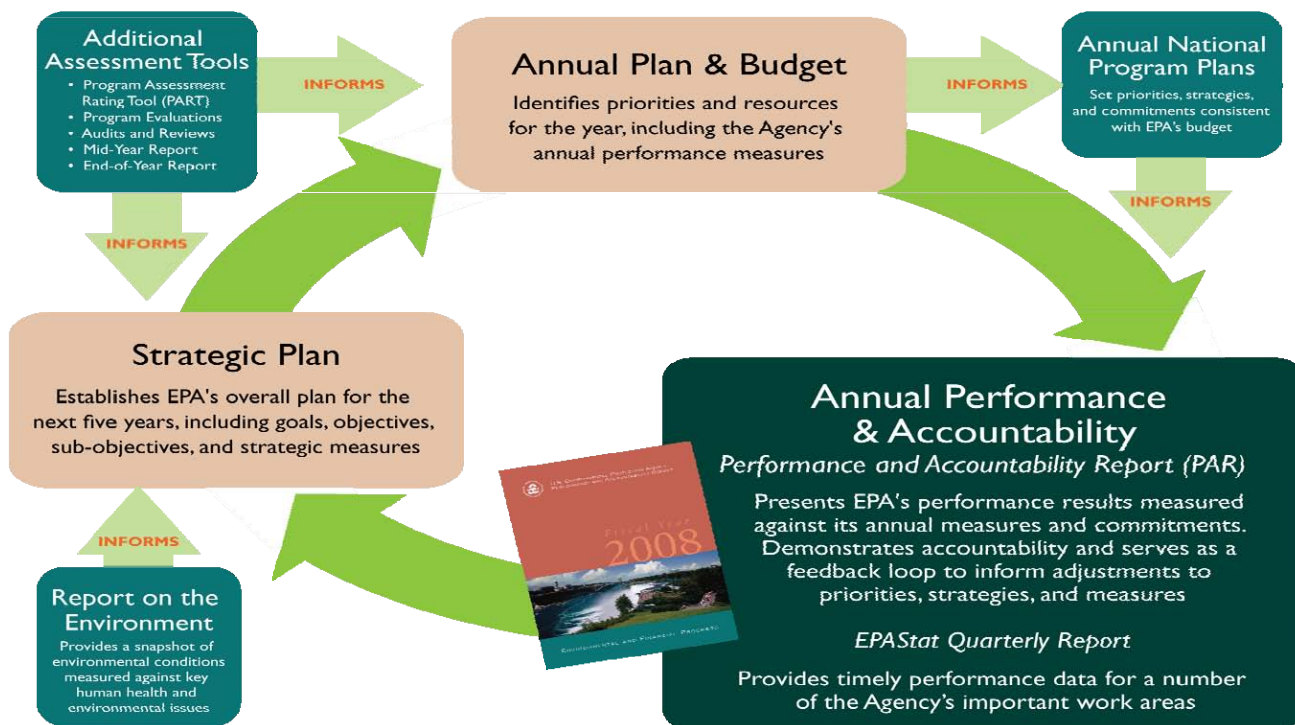 Additional
Assessment Tools
• Program Assessment
Rating Tool (PART)
• Program Evaluations
• Audits and Reviews
• Mid-Year Report
• End-of-Year Report
INFORMS
Annual Plan & Budget
Identifies priorities and resources
for the year, including the Agency's
annual performance measures
INFORMS
Annual National
Program Plans
Set priorities, strategies,
and commitments consistent
with EPA's budget
INFORMS
INFORMS
Strategic Plan
Establishes EPA's overall plan for the
next five years, including goals, objectives,
sub-objectives, and strategic measures
INFORMS
Report on the
Environment
Provides a snapshot of
environmental conditions
measured against key
human health and
environmental issues
Fiscal Year
2008
Environmental and Financial Progress
Annual Performance
& Accountability
Performance and Accountability Report (PAR)
Presents EPA's performance results measured
against its annual measures and commitments.
Demonstrates accountability and serves as a
feedback loop to inform adjustments to
priorities, strategies, and measures
EPAStat Quarterly Report
Provides timely performance data for a number
of the Agency's important work areas